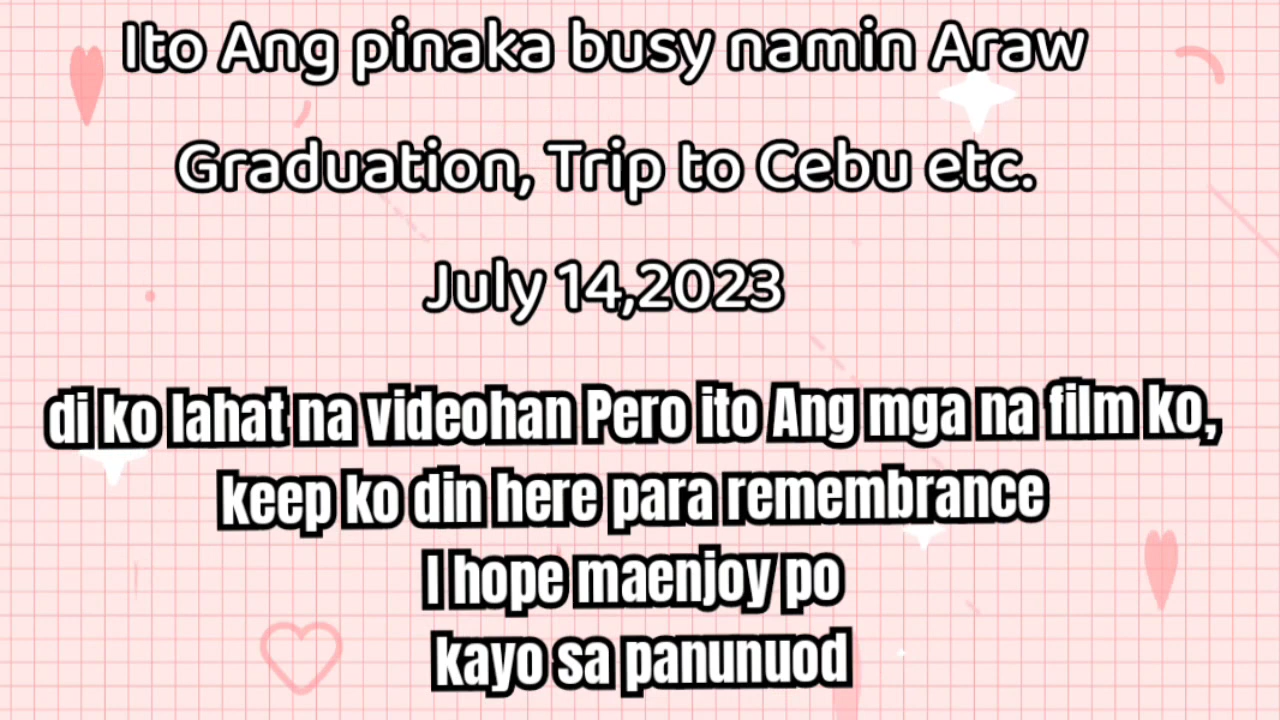 Ito Ang pinaka busy namin Araw
Graduation, Trip to Cebu etc.
July 14,2023
di ko lahat na videohan Pero ito Ang mga na film ko,
keep ko din here para remembrance
I hope maenjoy po
kayo sa panunuod